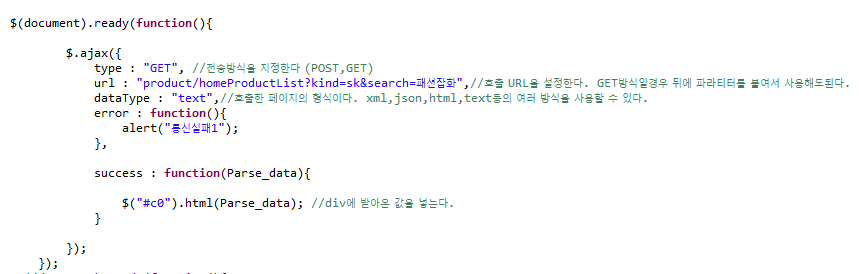 $(document).ready(function(){
$.ajax({
type : "GET", //전송방식을 지정한다 (POST,GET)
url : "product/homeProductList?kind=sk&search=패션잡화",//호출 URL을 설정한다. GET방식일경우 뒤에 파라티터를 붙여서 사용해도된다.
dataType : "text",//호출한 페이지의 형식이다. xml,json,html,text등의 여러 방식을 사용할 수 있다.
error : function(){
alert("통신실패1");
},
success : function(Parse_data){
$("#c0").html(Parse_data); //div에 받아온 값을 넣는다.
}
});
});